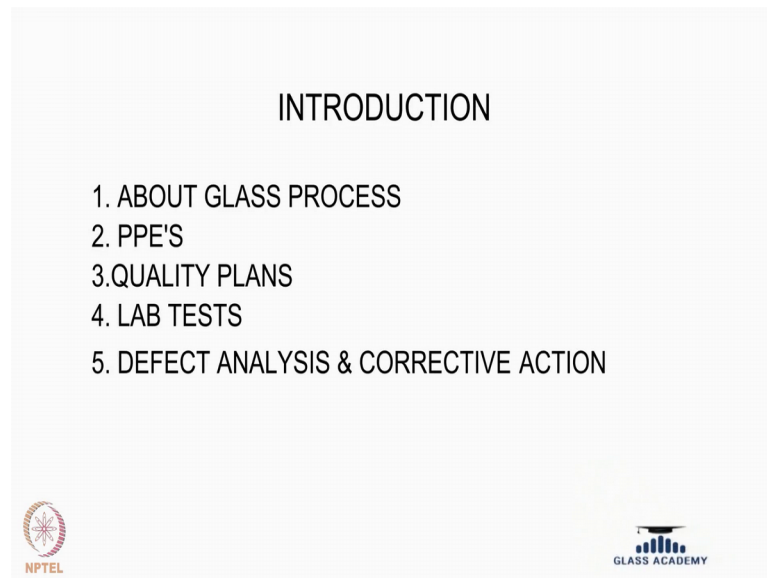 INTRODUCTION
1. ABOUT GLASS PROCESS
2. PPE'S
3.QUALITY PLANS
4. LAB TESTS
5. DEFECT ANALYSIS & CORRECTIVE ACTION
NPTEL
GLASS ACADEMY